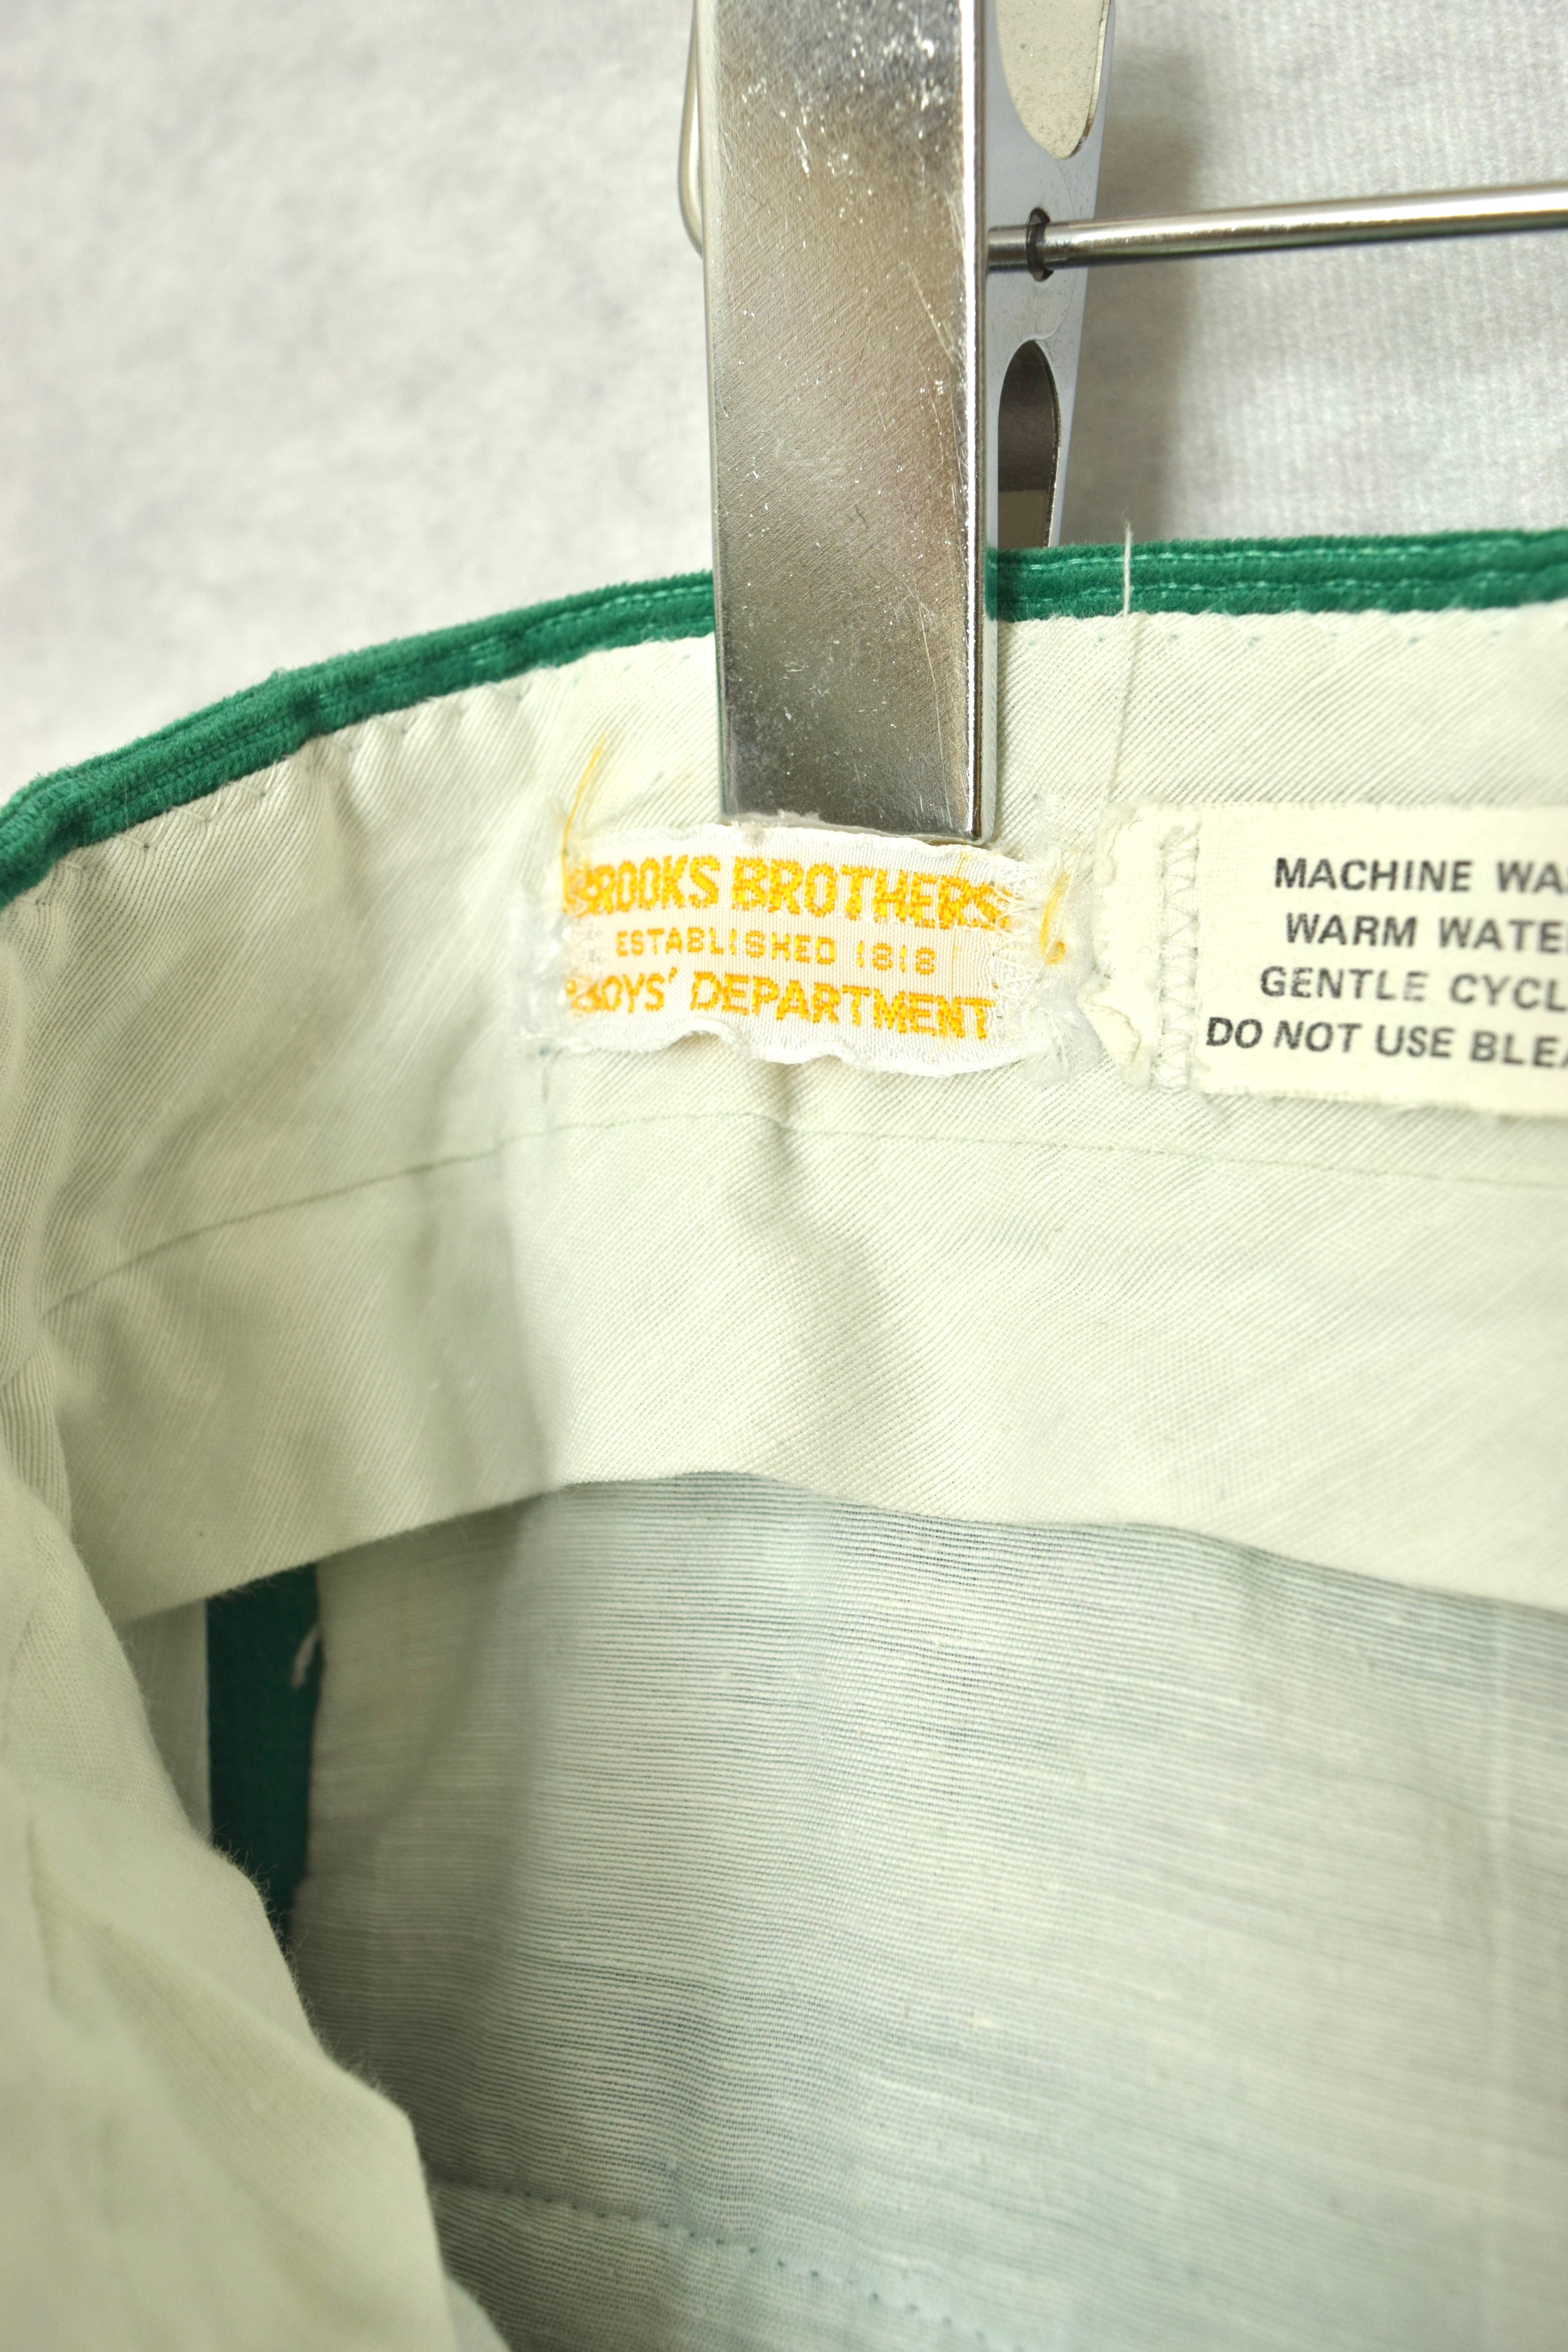 BROOKS BROTHERS
ESTABLISHED 1818
BOYS' DEPARTMENT
MACHINE WA
WARM WATE
GENTLE CYCL
DO NOT USE BLEA